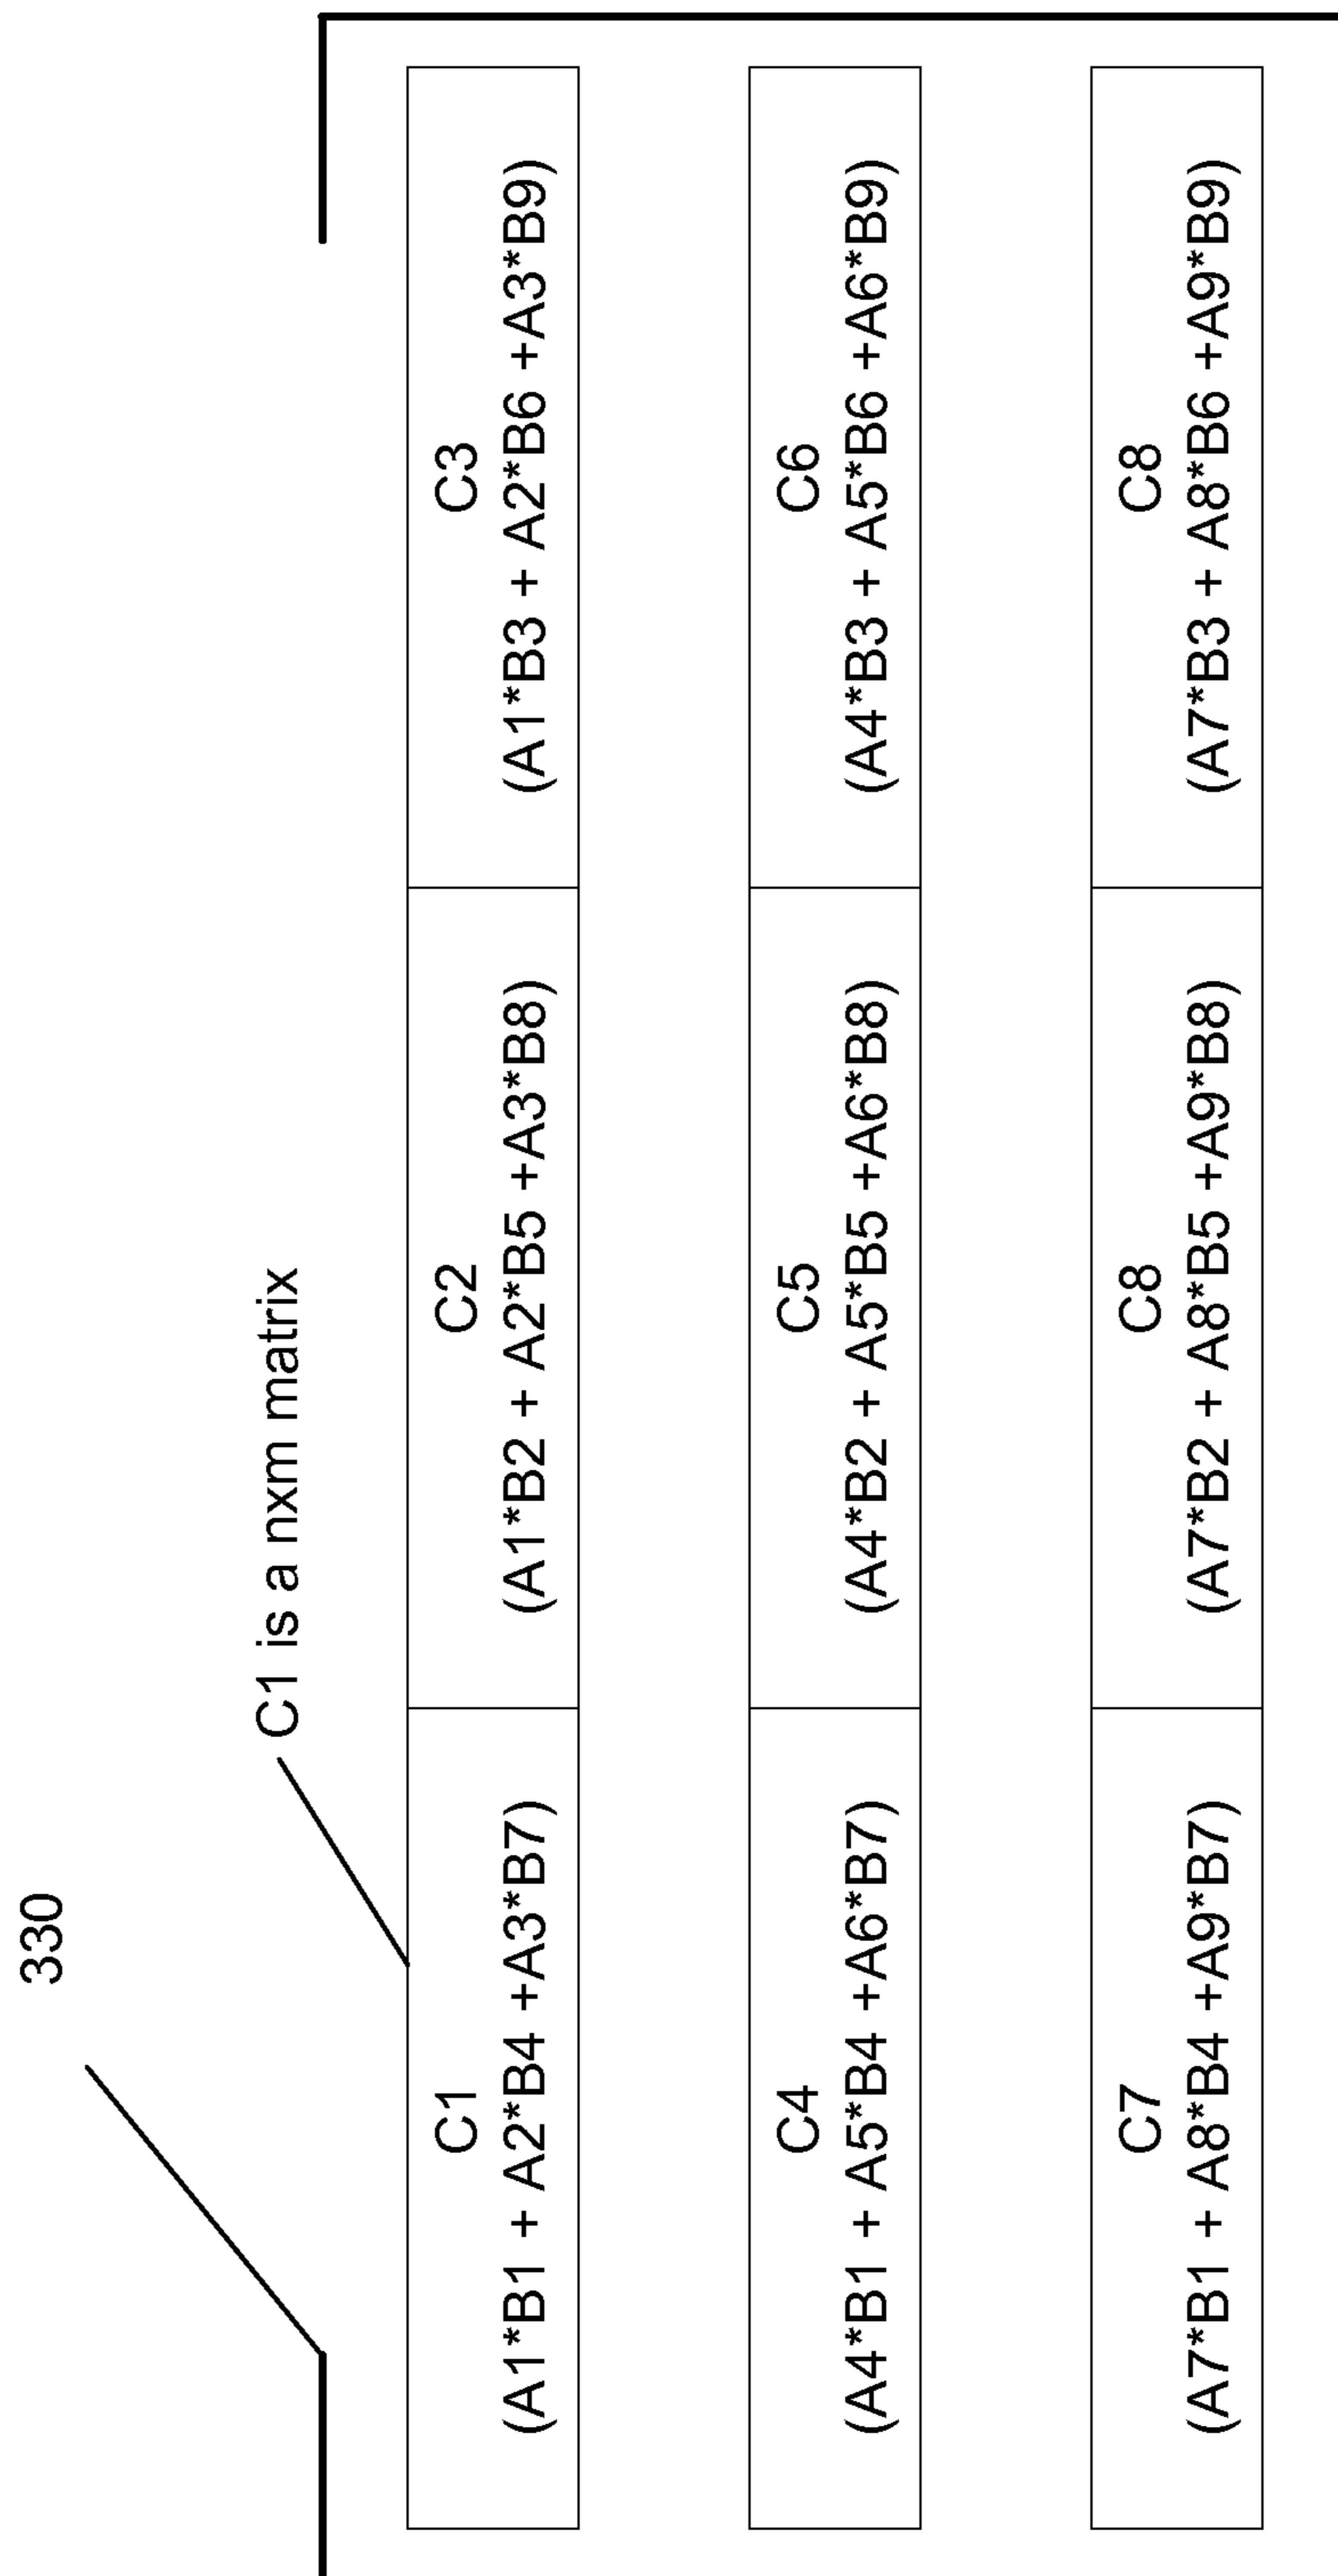 330
C1 is a nxm matrix
C1
(A1*B1 + A2*B4 +A3*B7)
C2
(A1*B2 + A2*B5 +A3*B8)
C3
(A1*B3 + A2*B6 +A3*B9)
C4
(A4*B1 + A5*B4 +A6*B7)
C5
(A4*B2 + A5*B5 +A6*B8)
C6
(A4*B3 + A5*B6 +A6*B9)
C7
(A7*B1 + A8*B4 +A9*B7)
C8
(A7*B2 + A8*B5 +A9*B8)
C8
(A7*B3 + A8*B6 +A9*B9)